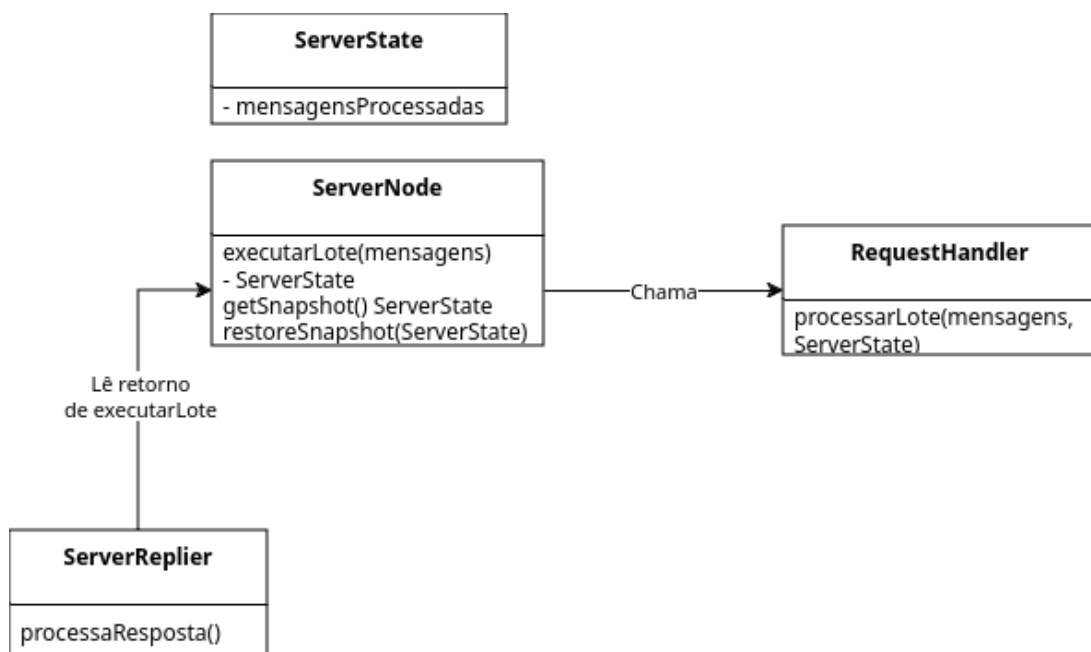 ServerState
- mensagensProcessadas
ServerNode
executarLote(mensagens)
- ServerState
getSnapshot() ServerState
restoreSnapshot(ServerState)
Chama
RequestHandler
processarLote(mensagens,
ServerState)
Lê retorno
de executarLote
ServerReplier
processaResposta()